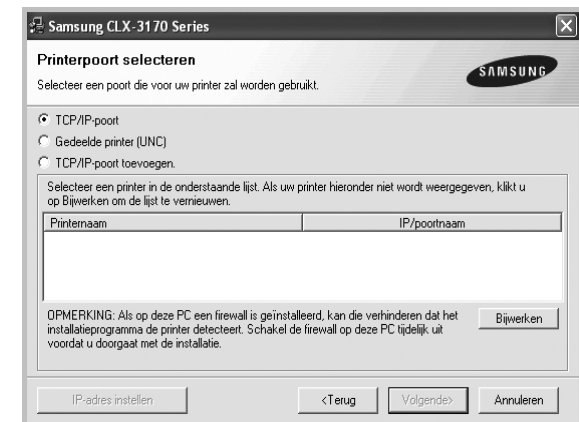 Samsung CLX-3170 Series
Printerpoort selecteren
Selecteer een poort die voor uw printer zal worden gebruikt.
SAMSUNG
TCP/IP-poort
Gedeelde printer (UNC)
TCP/IP-poort toevoegen.
Selecteer een printer in de onderstaande lijst. Als uw printer hieronder niet wordt weergegeven, klikt u
op Bijwerken om de lijst te vernieuwen.
Printernaam IP/poortnaam
OPMERKING: Als op deze PC een firewall is geïnstalleerd, kan die verhinderen dat het
installatieprogramma de printer detecteert. Schakel de firewall op deze PC tijdelijk uit
voordat u doorgaat met de installatie.
Bijwerken
IP-adres instellen <Terug Volgende> Annuleren